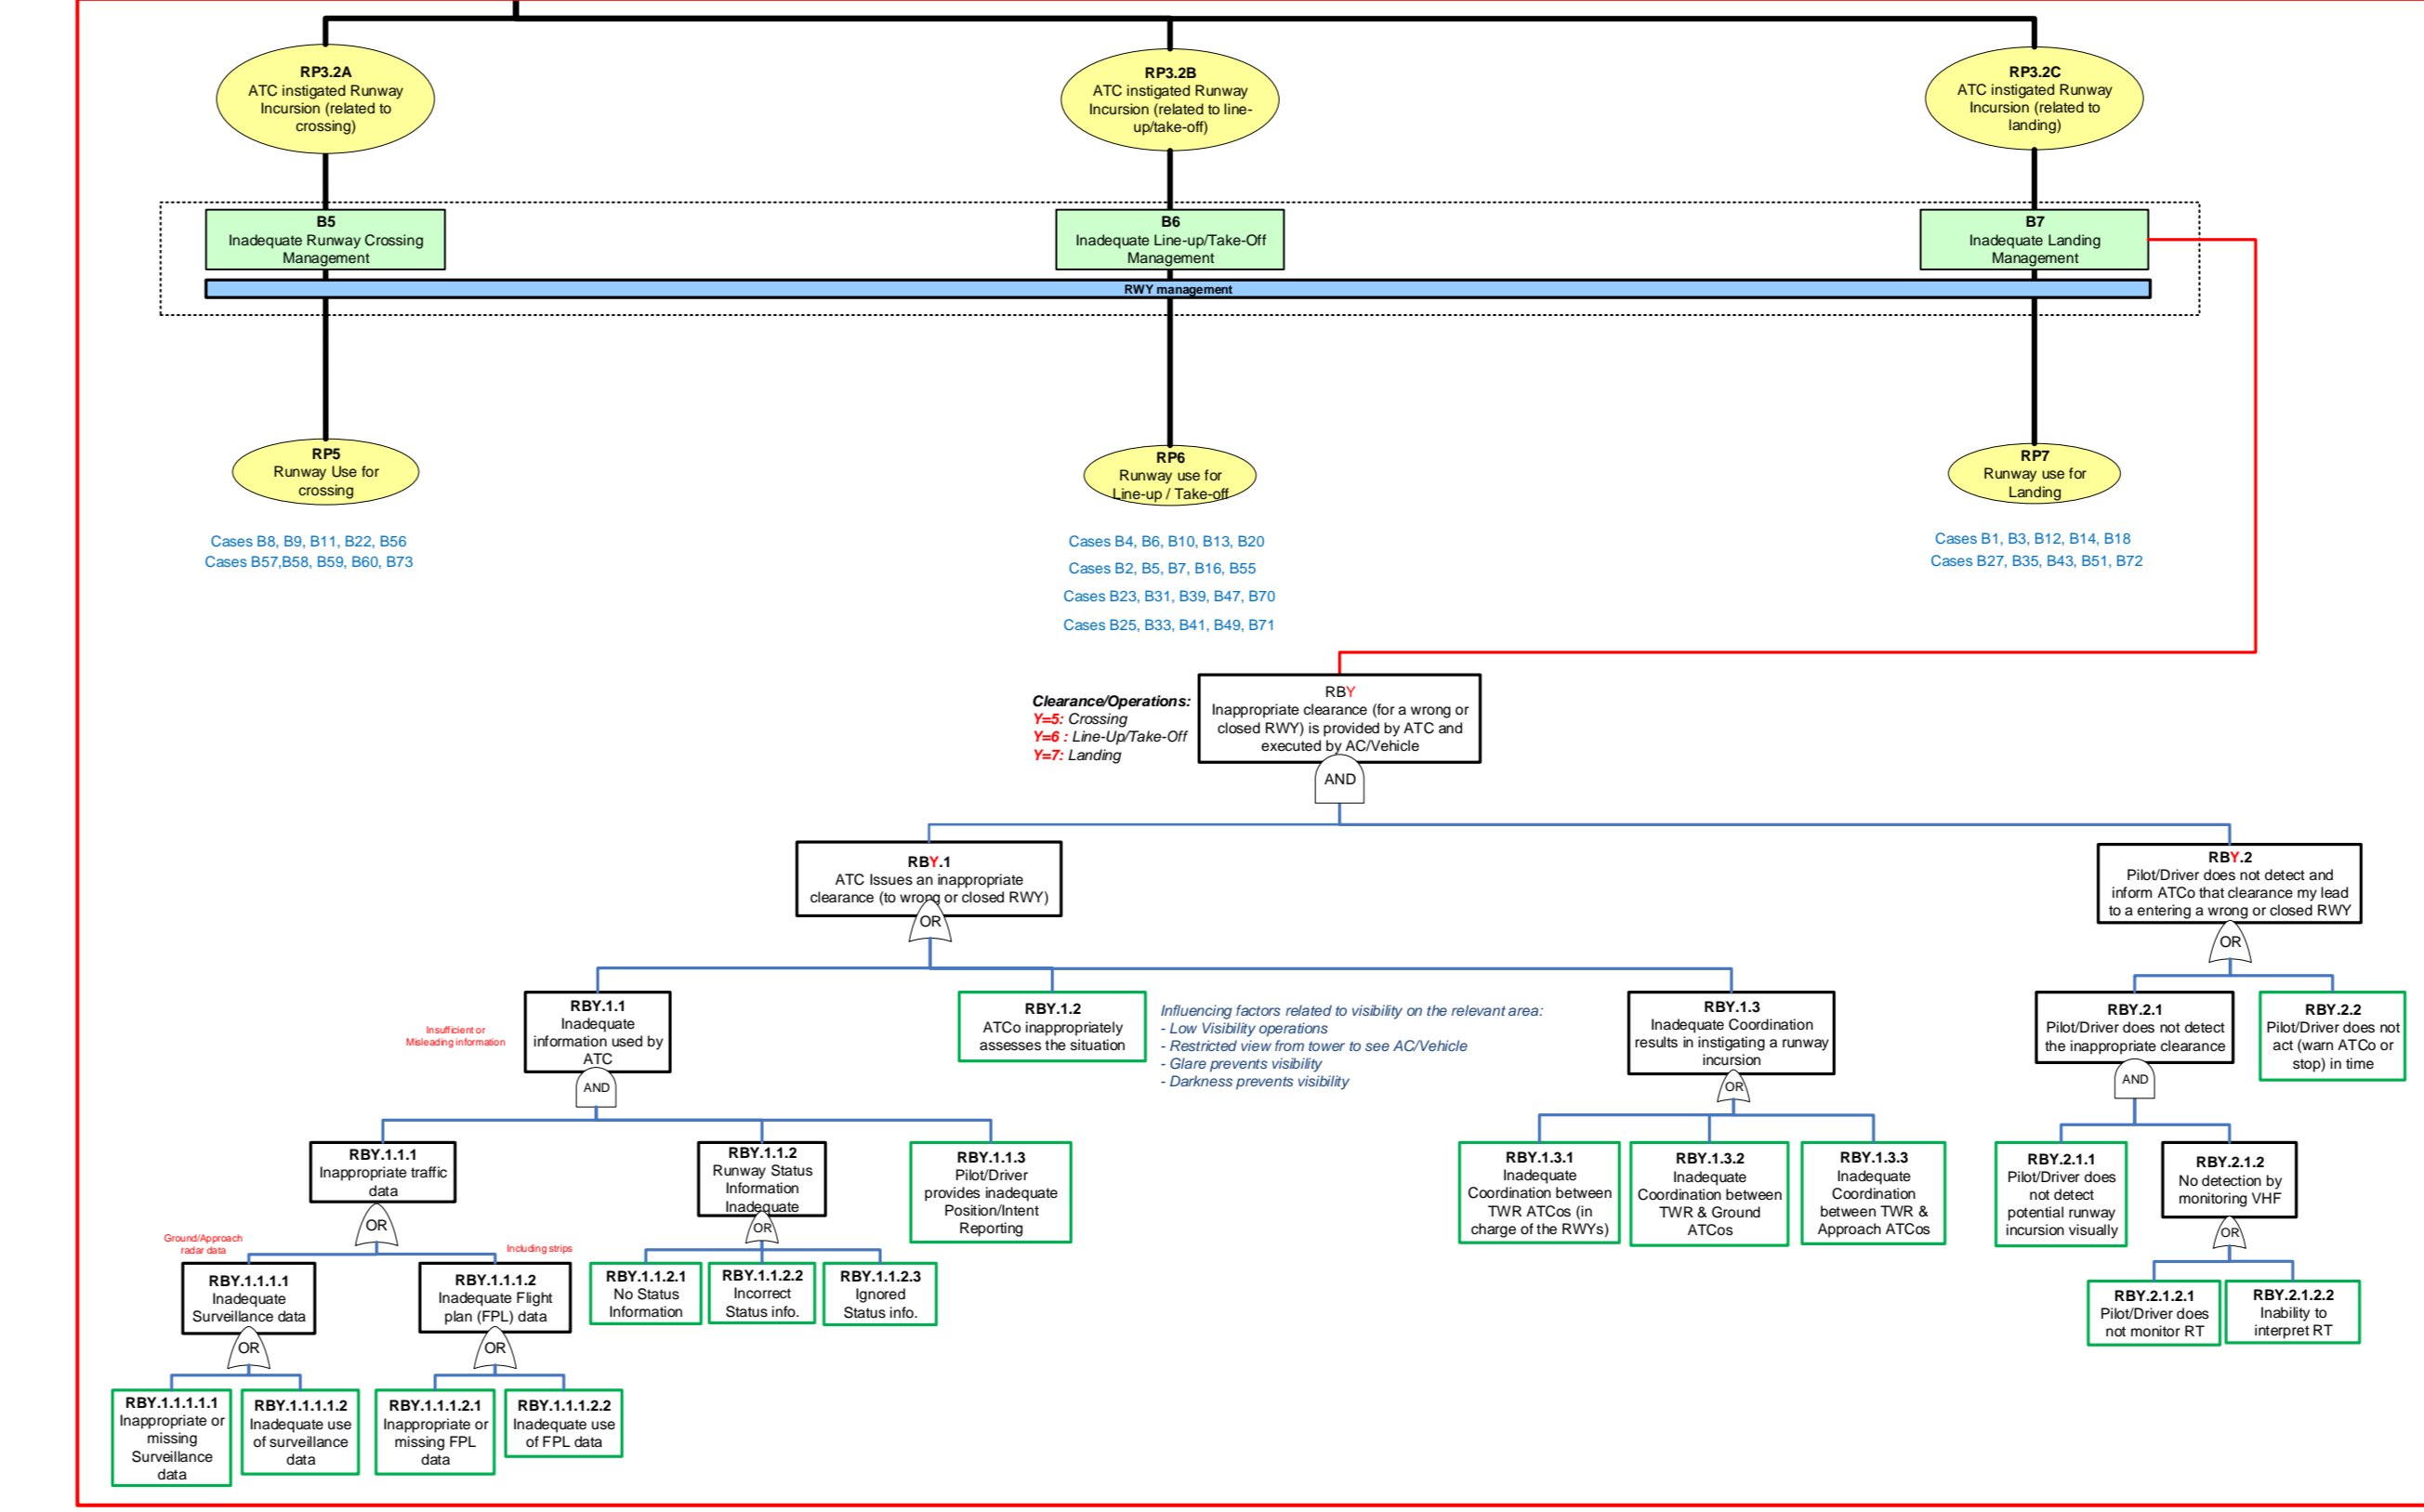 RP3.2A
ATC instigated Runway
Incursion (related to
crossing)
RP3.2B
ATC instigated Runway
Incursion (related to line-
up/take-off)
RP3.2C
ATC instigated Runway
Incursion (related to
landing)
B5
Inadequate Runway Crossing
Management
B6
Inadequate Line-up/Take-Off
Management
B7
Inadequate Landing
Management
RWY management
RP5
Runway Use for
crossing
RP6
Runway use for
Line-up / Take-off
RP7
Runway use for
Landing
Cases B8, B9, B11, B22, B56
Cases B57,B58, B59, B60, B73
Cases B4, B6, B10, B13, B20
Cases B2, B5, B7, B16, B55
Cases B23, B31, B39, B47, B70
Cases B25, B33, B41, B49, B71
Cases B1, B3, B12, B14, B18
Cases B27, B35, B43, B51, B72
Clearance/Operations:
Y=5: Crossing
Y=6 : Line-Up/Take-Off
Y=7: Landing
RBY
Inappropriate clearance (for a wrong or
closed RWY) is provided by ATC and
executed by AC/Vehicle
AND
RBY.1
ATC Issues an inappropriate
clearance (to wrong or closed RWY)
OR
RBY.2
Pilot/Driver does not detect and
inform ATCo that clearance my lead
to a entering a wrong or closed RWY
OR
Insufficient or
Misleading information
RBY.1.1
Inadequate
information used by
ATC
AND
RBY.1.2
ATCo inappropriately
assesses the situation
Influencing factors related to visibility on the relevant area:
- Low Visibility operations
- Restricted view from tower to see AC/Vehicle
- Glare prevents visibility
- Darkness prevents visibility
RBY.1.3
Inadequate Coordination
results in instigating a runway
incursion
OR
RBY.2.1
Pilot/Driver does not detect
the inappropriate clearance
AND
RBY.2.2
Pilot/Driver does not
act (warn ATCo or
stop) in time
RBY.1.1.1
Inappropriate traffic
data
OR
RBY.1.1.2
Runway Status
Information
Inadequate
OR
RBY.1.1.3
Pilot/Driver
provides inadequate
Position/Intent
Reporting
RBY.1.3.1
Inadequate
Coordination between
TWR ATCos (in
charge of the RWYs)
RBY.1.3.2
Inadequate
Coordination between
TWR & Ground
ATCos
RBY.1.3.3
Inadequate
Coordination
between TWR &
Approach ATCos
RBY.2.1.1
Pilot/Driver does
not detect
potential runway
incursion visually
RBY.2.1.2
No detection by
monitoring VHF
OR
Ground/Approach
radar data
Including strips
RBY.1.1.1.1
Inadequate
Surveillance data
OR
RBY.1.1.1.2
Inadequate Flight
plan (FPL) data
OR
RBY.1.1.2.1
No Status
Information
RBY.1.1.2.2
Incorrect
Status info.
RBY.1.1.2.3
Ignored
Status info.
RBY.2.1.2.1
Pilot/Driver does
not monitor RT
RBY.2.1.2.2
Inability to
interpret RT
RBY.1.1.1.1.1
Inappropriate or
missing
Surveillance
data
RBY.1.1.1.1.2
Inadequate use
of surveillance
data
RBY.1.1.1.2.1
Inappropriate or
missing FPL
data
RBY.1.1.1.2.2
Inadequate use
of FPL data